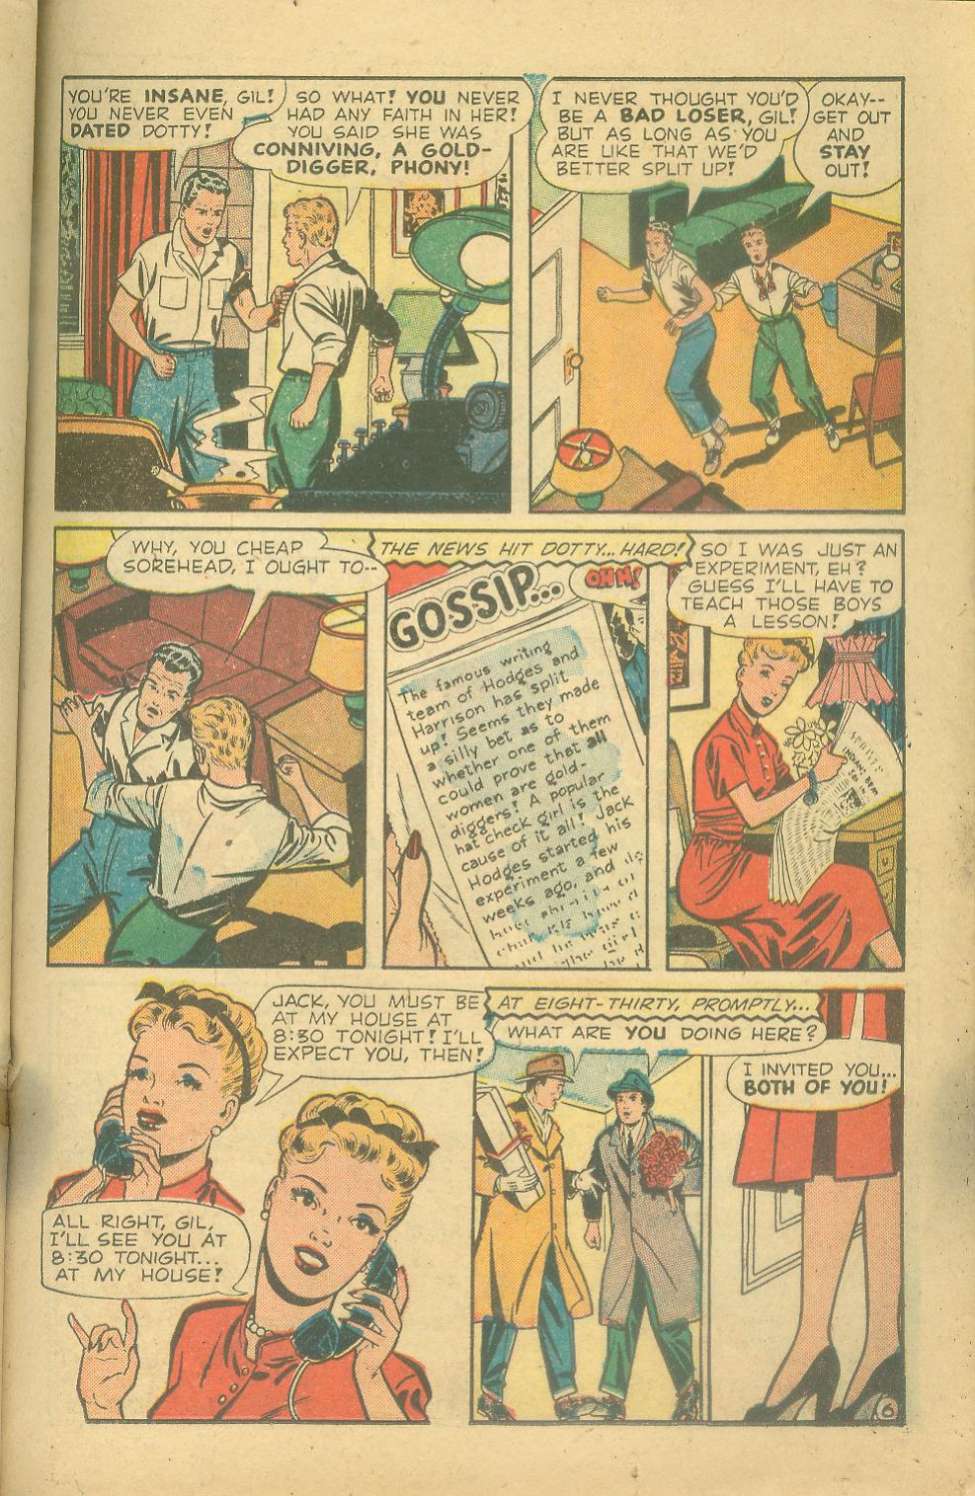 YOU'RE INSANE, GIL!
YOU NEVER EVEN
DATED DOTTY!
SO WHAT! YOU NEVER
HAD ANY FAITH IN HER!
YOU SAID SHE WAS
CONNIVING, A GOLD-
DIGGER, PHONY!
I NEVER THOUGHT YOU'D
BE A BAD LOSER, GIL!
BUT AS LONG AS YOU
ARE LIKE THAT WE'D
BETTER SPLIT UP!
OKAY--
GET OUT
AND
STAY
OUT!
WHY, YOU CHEAP
SOREHEAD, I OUGHT TO--
THE NEWS HIT DOTTY...HARD!
OHH!
GOSSIP...
The famous writing
team of Hodges and
Harrison has split
up! Seems they made
a silly bet as to
whether one of them
could prove that all
women are gold-
diggers! A popular
hat check girl is the
cause of it all! Jack
Hodges started his
experiment a few
weeks ago, and
SO I WAS JUST AN
EXPERIMENT, EH?
GUESS I'LL HAVE TO
TEACH THOSE BOYS
A LESSON!
JACK, YOU MUST BE
AT MY HOUSE AT
8:30 TONIGHT! I'LL
EXPECT YOU, THEN!
ALL RIGHT, GIL,
I'LL SEE YOU AT
8:30 TONIGHT...
AT MY HOUSE!
AT EIGHT-THIRTY, PROMPTLY...
WHAT ARE YOU DOING HERE?
I INVITED YOU...
BOTH OF YOU!
6